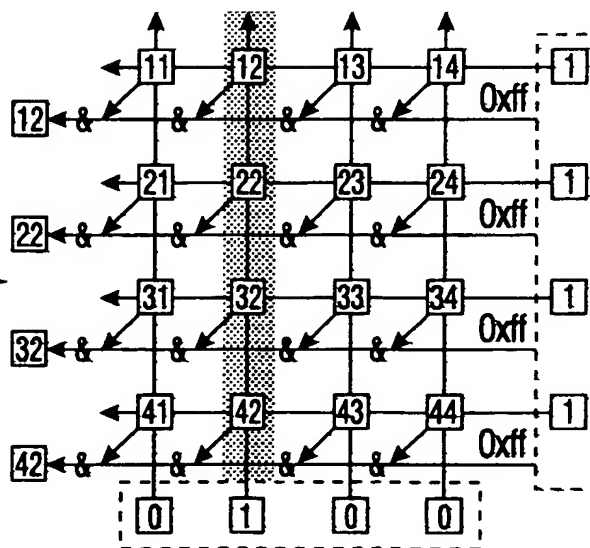 11 12 13 14 1
0xff
12 & & & &
21 22 23 24 1
0xff
22 & & & &
31 32 33 34 1
0xff
32 & & & &
41 42 43 44 1
0xff
42 & & & &
0 1 0 0